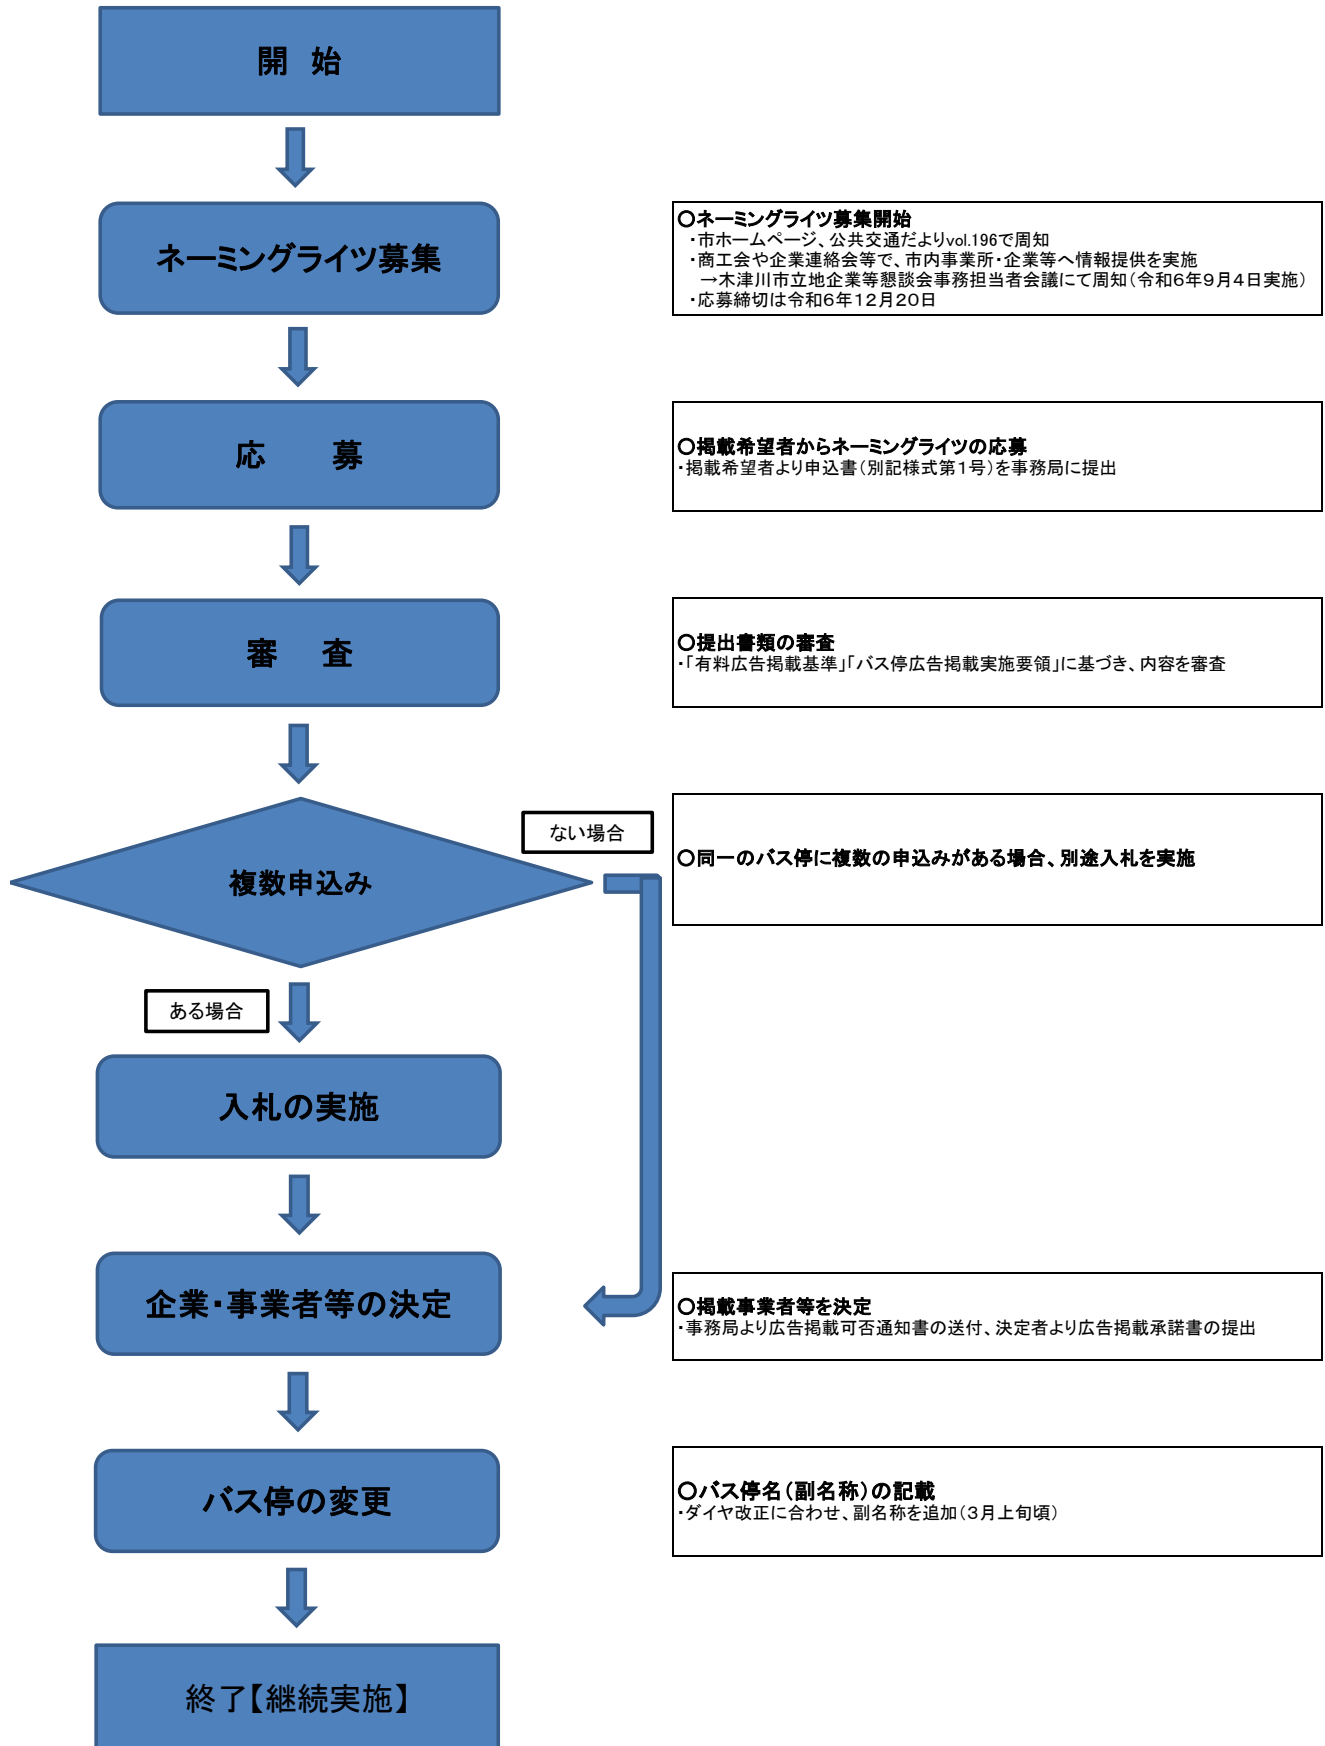 開　始
ネーミングライツ募集
〇ネーミングライツ募集開始
・市ホームページ、公共交通だよりvol.196で周知
・商工会や企業連絡会等で、市内事業所・企業等へ情報提供を実施
→木津川市立地企業等懇談会事務担当者会議にて周知（令和６年９月４日実施）
・応募締切は令和６年１２月２０日
応　募
〇掲載希望者からネーミングライツの応募
・掲載希望者より申込書（別記様式第１号）を事務局に提出
審　査
〇提出書類の審査
・「有料広告掲載基準」「バス停広告掲載実施要領」に基づき、内容を審査
ない場合
複数申込み
〇同一のバス停に複数の申込みがある場合、別途入札を実施
ある場合
入札の実施
企業・事業者等の決定
〇掲載事業者等を決定
・事務局より広告掲載可否通知書の送付、決定者より広告掲載承諾書の提出
バス停の変更
〇バス停名（副名称）の記載
・ダイヤ改正に合わせ、副名称を追加（３月上旬頃）
終了【継続実施】